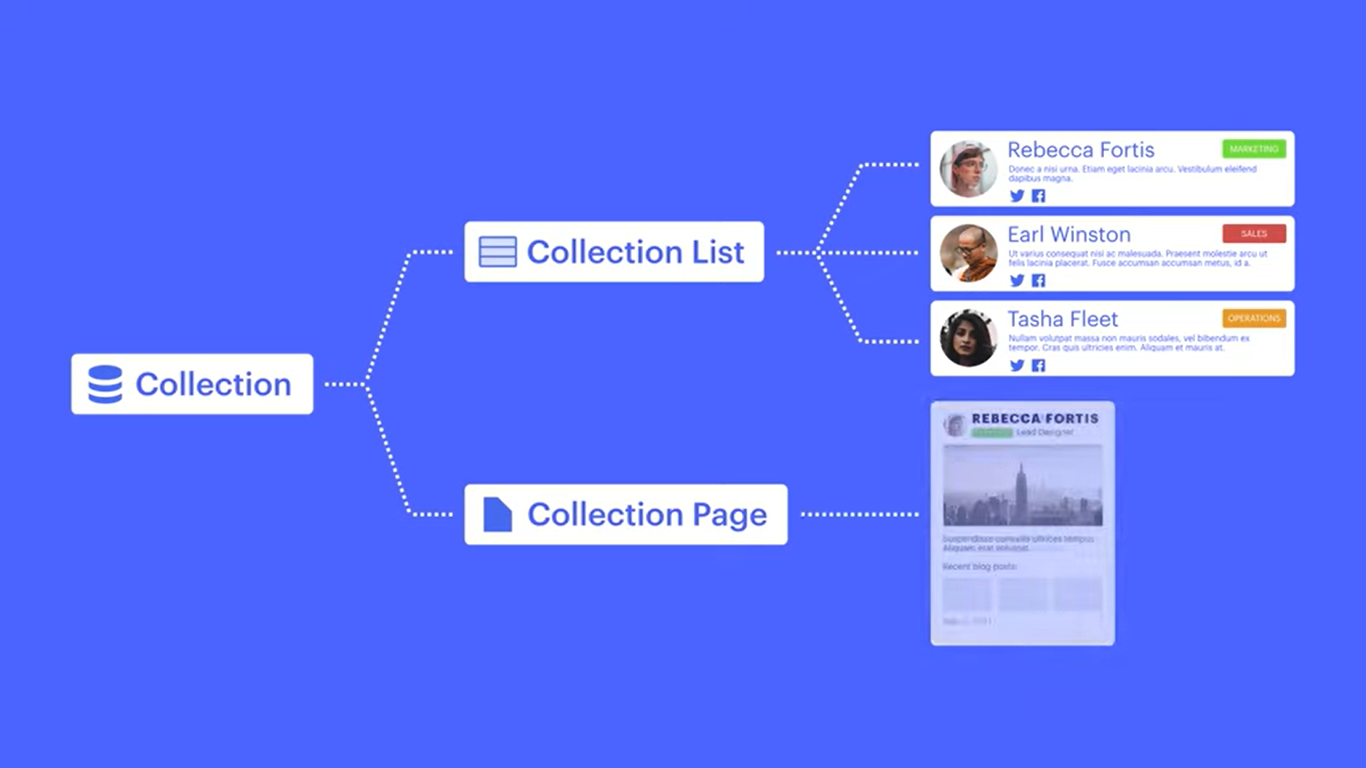 Collection
Collection List
Rebecca Fortis
MARKETING
Donec a nisi urna. Etiam eget lacinia arcu. Vestibulum eleifend
dapibus magna.
Earl Winston
SALES
Ut varius consequat nisi ac malesuada. Praesent molestie arcu ut
felis lacinia placerat. Fusce accumsan accumsan metus, id a.
Tasha Fleet
OPERATIONS
Nullam volutpat massa non mauris sodales, vel bibendum ex
tempor. Cras quis ultricies enim. Aliquam et mauris at.
Collection Page
REBECCA FORTIS
Lead Designer
Suspendisse convallis ultrices tempus.
Aliquam erat volutpat.
Recent blog posts: